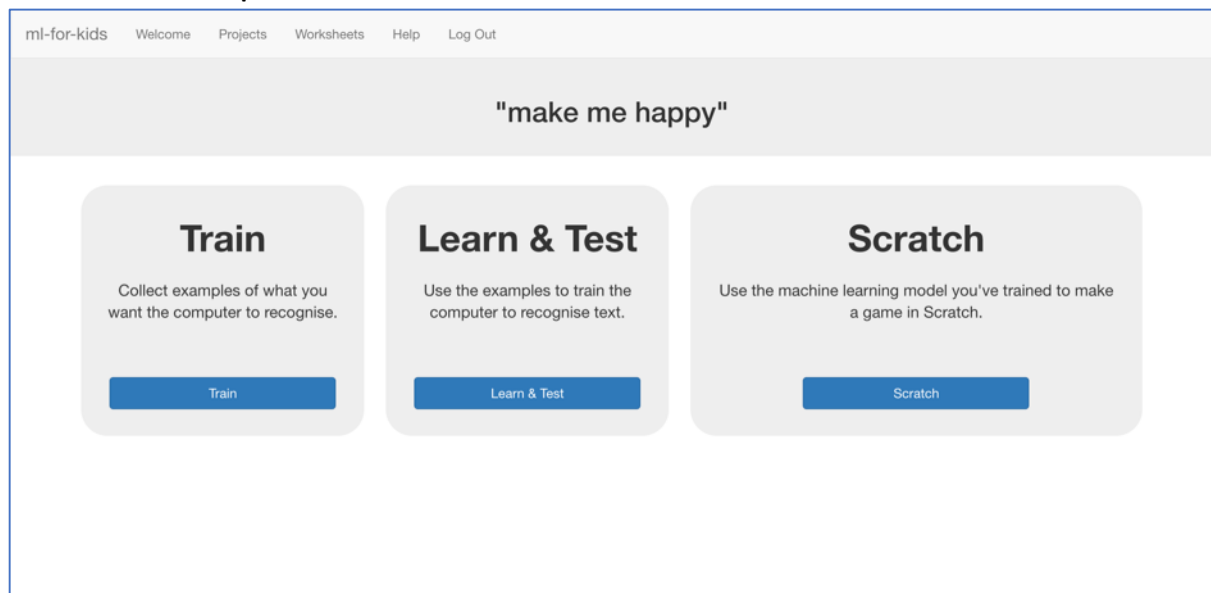 ml-for-kids Welcome Projects Worksheets Help Log Out
"make me happy"
Train
Collect examples of what you
want the computer to recognise.
Train
Learn & Test
Use the examples to train the
computer to recognise text.
Learn & Test
Scratch
Use the machine learning model you've trained to make
a game in Scratch.
Scratch